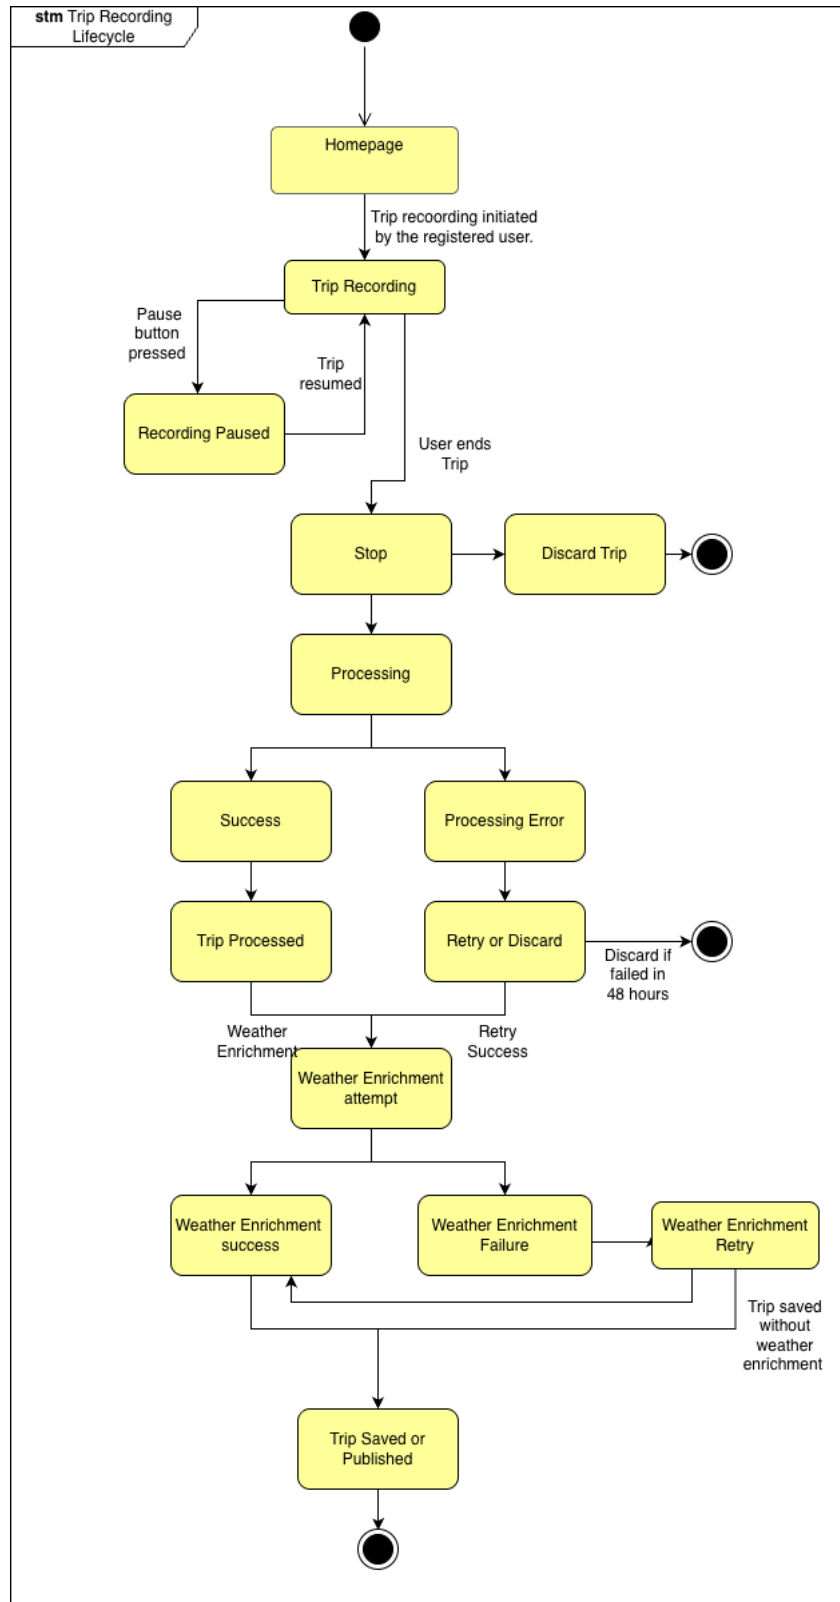 stm Trip Recording
Lifecycle
Homepage
Trip recoording initiated
by the registered user.
Trip Recording
Pause
button
pressed
Trip
resumed
Recording Paused
User ends
Trip
Stop
Discard Trip
Processing
Success
Processing Error
Trip Processed
Retry or Discard
Discard if
failed in
48 hours
Weather
Enrichment
Retry
Success
Weather Enrichment
attempt
Weather Enrichment
success
Weather Enrichment
Failure
Weather Enrichment
Retry
Trip saved
without
weather
enrichment
Trip Saved or
Published